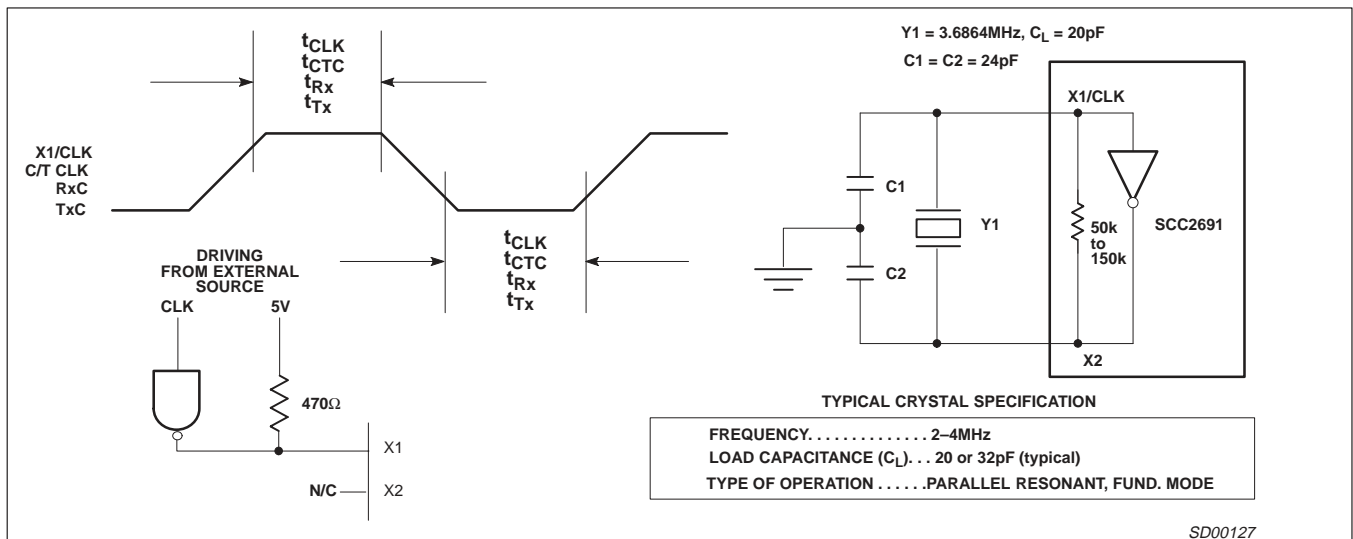 tCLK
tCTC
tRx
tTx
X1/CLK
C/T CLK
RxC
TxC
tCLK
tCTC
tRx
tTx
DRIVING
FROM EXTERNAL
SOURCE
CLK
5V
470Ω
X1
N/C
X2
Y1 = 3.6864MHz, CL = 20pF
C1 = C2 = 24pF
X1/CLK
C1
Y1
C2
50k
to
150k
SCC2691
X2
TYPICAL CRYSTAL SPECIFICATION
FREQUENCY. . . . . . . . . . . . . 2–4MHz
LOAD CAPACITANCE (CL). . . 20 or 32pF (typical)
TYPE OF OPERATION . . . . . .PARALLEL RESONANT, FUND. MODE
SD00127